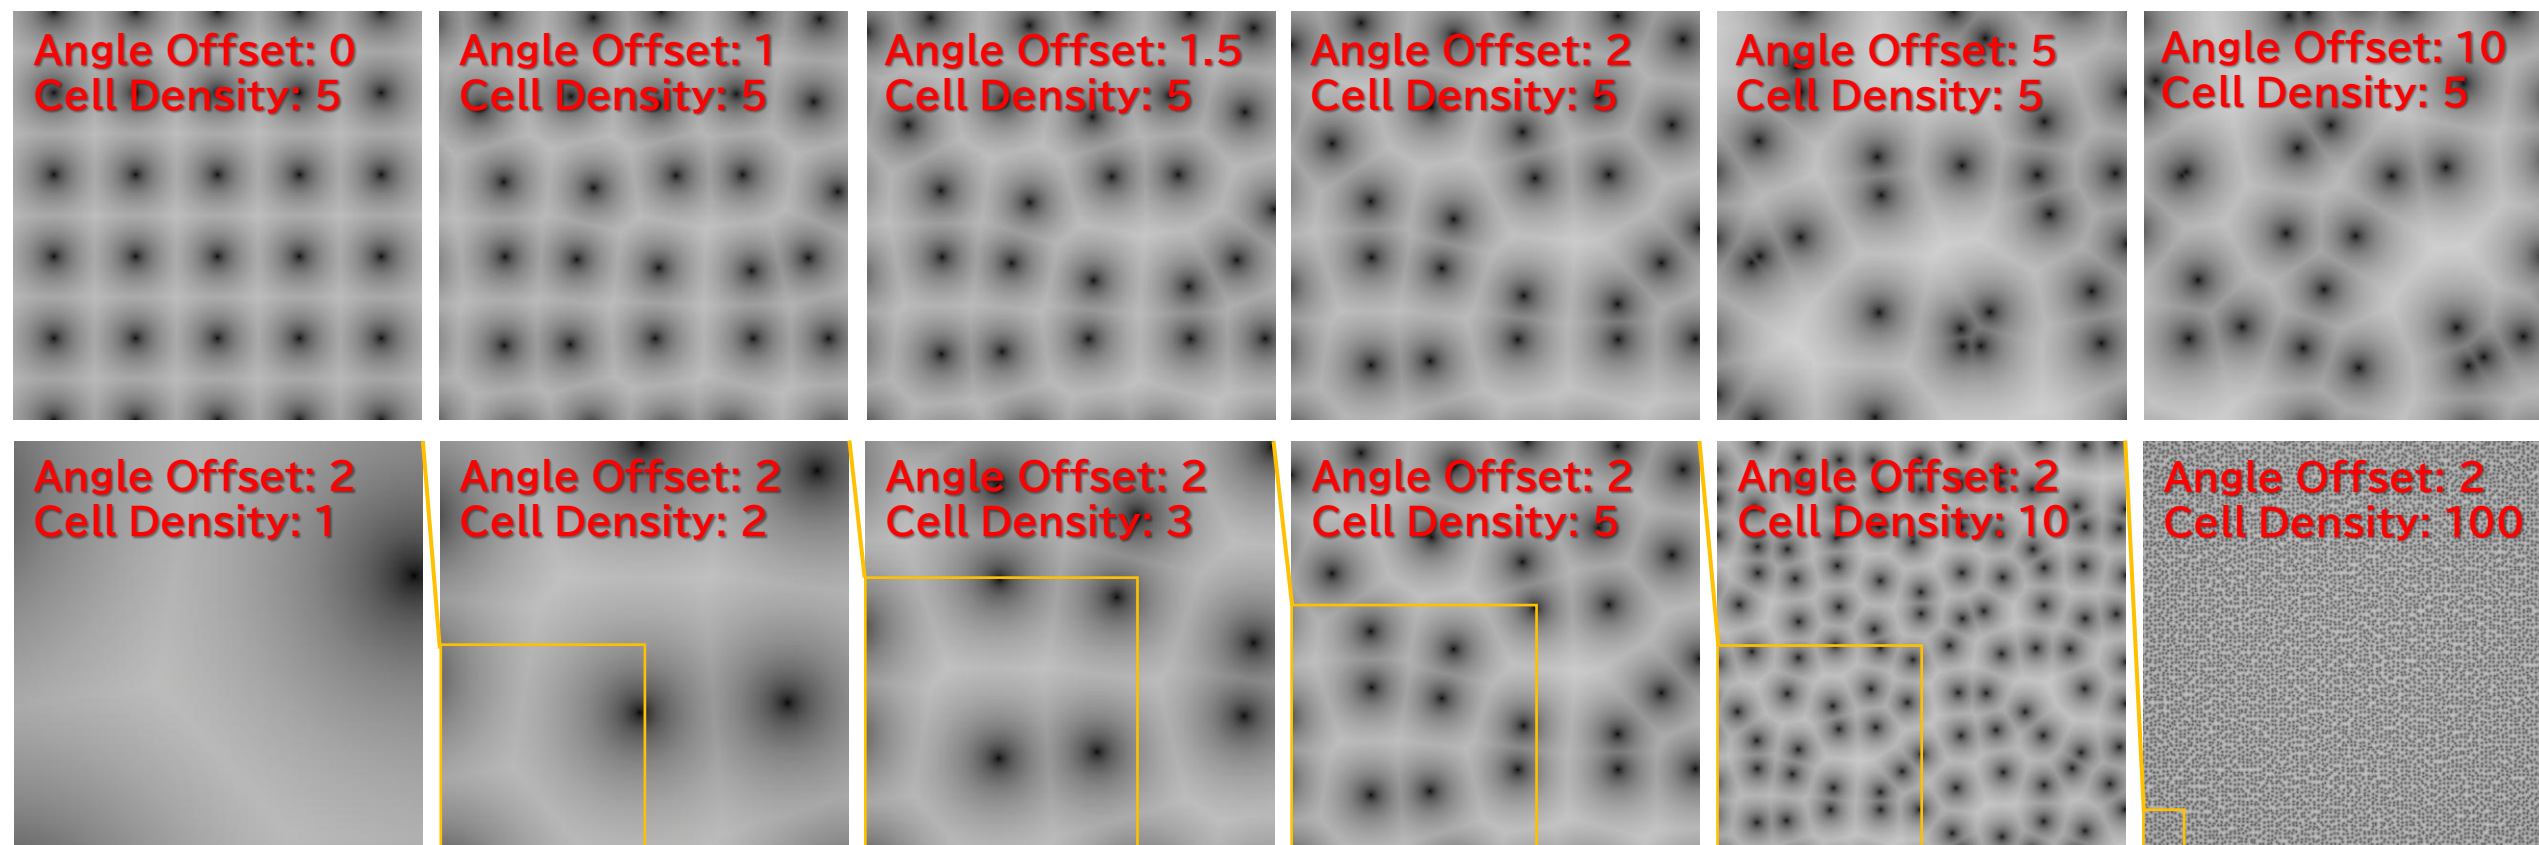 Angle Offset: 0
Cell Density: 5
Angle Offset: 1
Cell Density: 5
Angle Offset: 1.5
Cell Density: 5
Angle Offset: 2
Cell Density: 5
Angle Offset: 5
Cell Density: 5
Angle Offset: 10
Cell Density: 5
Angle Offset: 2
Cell Density: 1
Angle Offset: 2
Cell Density: 2
Angle Offset: 2
Cell Density: 3
Angle Offset: 2
Cell Density: 5
Angle Offset: 2
Cell Density: 10
Angle Offset: 2
Cell Density: 100